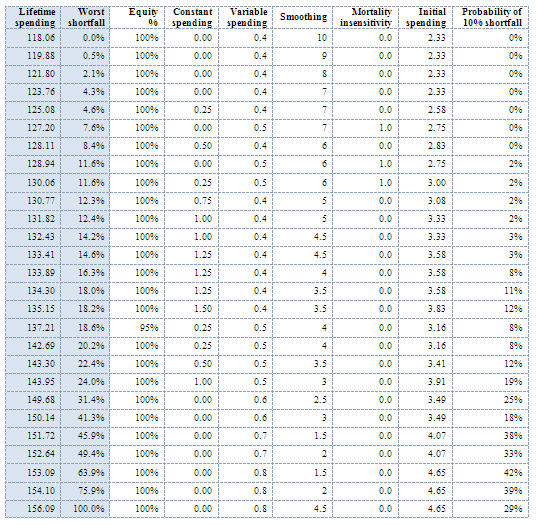 Lifetime spending Worst shortfall Equity % Constant spending Variable spending Smoothing Mortality insensitivity Initial spending Probability of 10% shortfall
118.06 0.0% 100% 0.00 0.4 10 0.0 2.33 0%
119.88 0.5% 100% 0.00 0.4 9 0.0 2.33 0%
121.80 2.1% 100% 0.00 0.4 8 0.0 2.33 0%
123.76 4.3% 100% 0.00 0.4 7 0.0 2.33 0%
125.08 4.6% 100% 0.25 0.4 7 0.0 2.58 0%
127.20 7.6% 100% 0.00 0.5 7 1.0 2.75 0%
128.11 8.4% 100% 0.50 0.4 6 0.0 2.83 0%
128.94 11.6% 100% 0.00 0.5 6 1.0 2.75 2%
130.06 11.6% 100% 0.25 0.5 6 1.0 3.00 2%
130.77 12.3% 100% 0.75 0.4 5 0.0 3.08 2%
131.82 12.4% 100% 1.00 0.4 5 0.0 3.33 2%
132.43 14.2% 100% 1.00 0.4 4.5 0.0 3.33 3%
133.41 14.6% 100% 1.25 0.4 4.5 0.0 3.58 3%
133.89 16.3% 100% 1.25 0.4 4 0.0 3.58 8%
134.30 18.0% 100% 1.25 0.4 3.5 0.0 3.58 11%
135.15 18.2% 100% 1.50 0.4 3.5 0.0 3.83 12%
137.21 18.6% 95% 0.25 0.5 4 0.0 3.16 8%
142.69 20.2% 100% 0.25 0.5 4 0.0 3.16 8%
143.30 22.4% 100% 0.50 0.5 3.5 0.0 3.41 12%
143.95 24.0% 100% 1.00 0.5 3 0.0 3.91 19%
149.68 31.4% 100% 0.00 0.6 2.5 0.0 3.49 25%
150.14 41.3% 100% 0.00 0.6 3 0.0 3.49 18%
151.72 45.9% 100% 0.00 0.7 1.5 0.0 4.07 38%
152.64 49.4% 100% 0.00 0.7 2 0.0 4.07 33%
153.09 63.9% 100% 0.00 0.8 1.5 0.0 4.65 42%
154.10 75.9% 100% 0.00 0.8 2 0.0 4.65 39%
156.09 100.0% 100% 0.00 0.8 4.5 0.0 4.65 29%